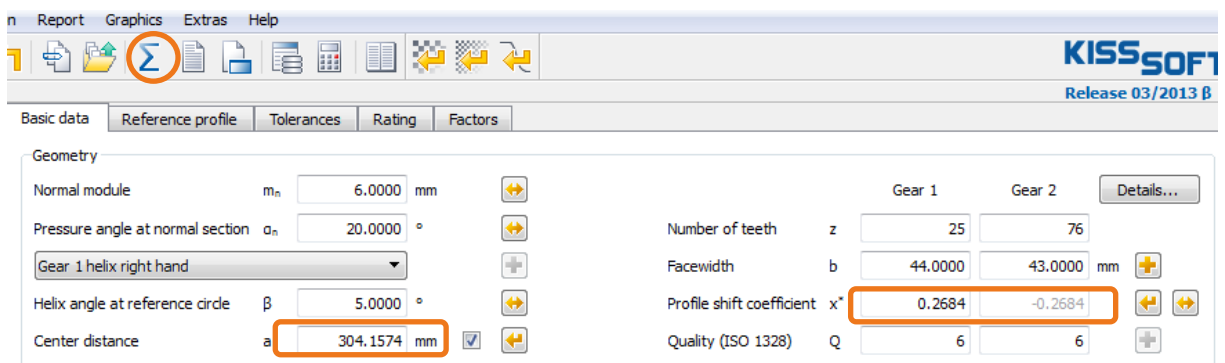 n Report Graphics Extras Help
KISSSOFT
Release 03/2013 β
Basic data Reference profile Tolerances Rating Factors
Geometry
Normal module mn 6.0000 mm Gear 1 Gear 2 Details...
Pressure angle at normal section αn 20.0000 ° Number of teeth z 25 76
Gear 1 helix right hand Facewidth b 44.0000 43.0000 mm
Helix angle at reference circle β 5.0000 ° Profile shift coefficient x* 0.2684 -0.2684
Center distance a 304.1574 mm Quality (ISO 1328) Q 6 6